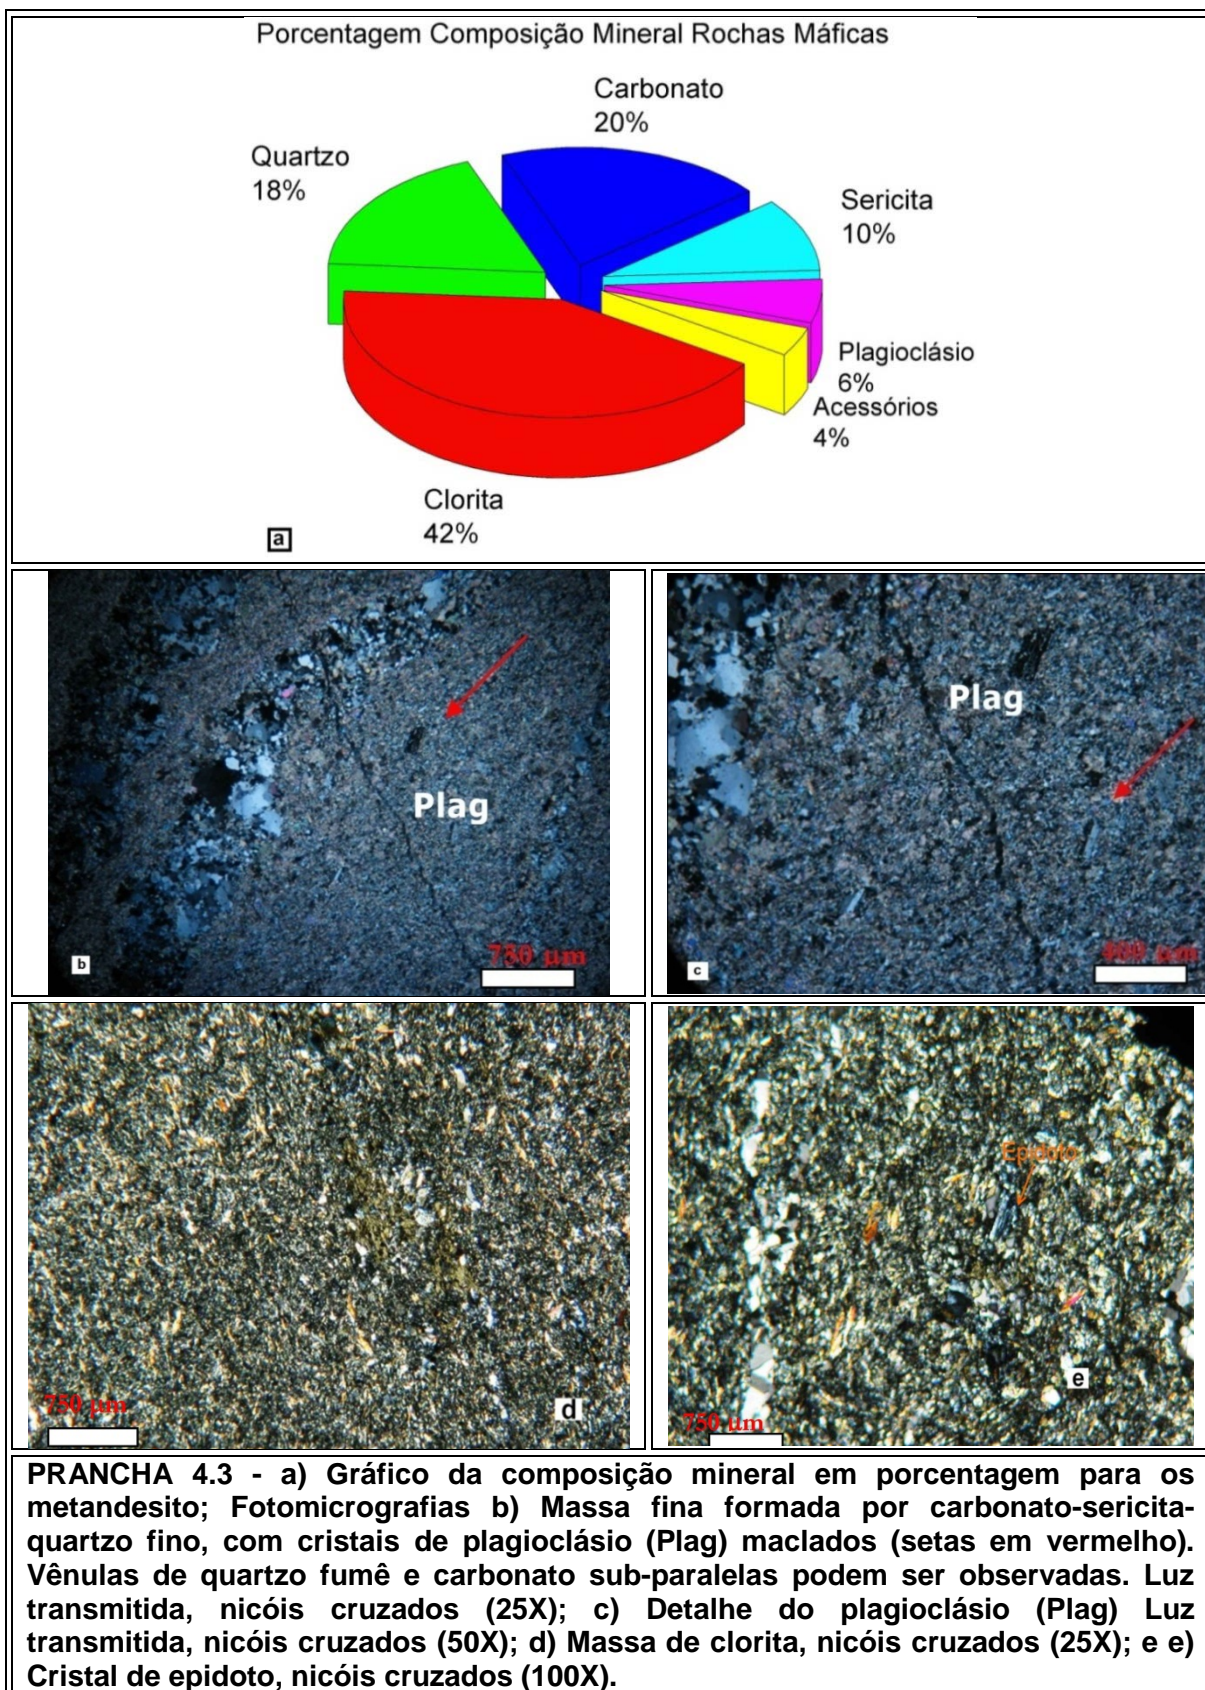 Porcentagem Composição Mineral Rochas Máficas
Carbonato
20%
Quartzo
18%
Sericita
10%
Plagioclásio
6%
Acessórios
4%
Clorita
42%
a
Plag
750 µm
b
Plag
400 µm
c
750 µm
d
Epidoto
750 µm
e
PRANCHA 4.3 - a) Gráfico da composição mineral em porcentagem para os
metandesito; Fotomicrografias b) Massa fina formada por carbonato-sericita-
quartzo fino, com cristais de plagioclásio (Plag) maclados (setas em vermelho).
Vênulas de quartzo fumê e carbonato sub-paralelas podem ser observadas. Luz
transmitida, nicóis cruzados (25X); c) Detalhe do plagioclásio (Plag) Luz
transmitida, nicóis cruzados (50X); d) Massa de clorita, nicóis cruzados (25X); e e)
Cristal de epidoto, nicóis cruzados (100X).